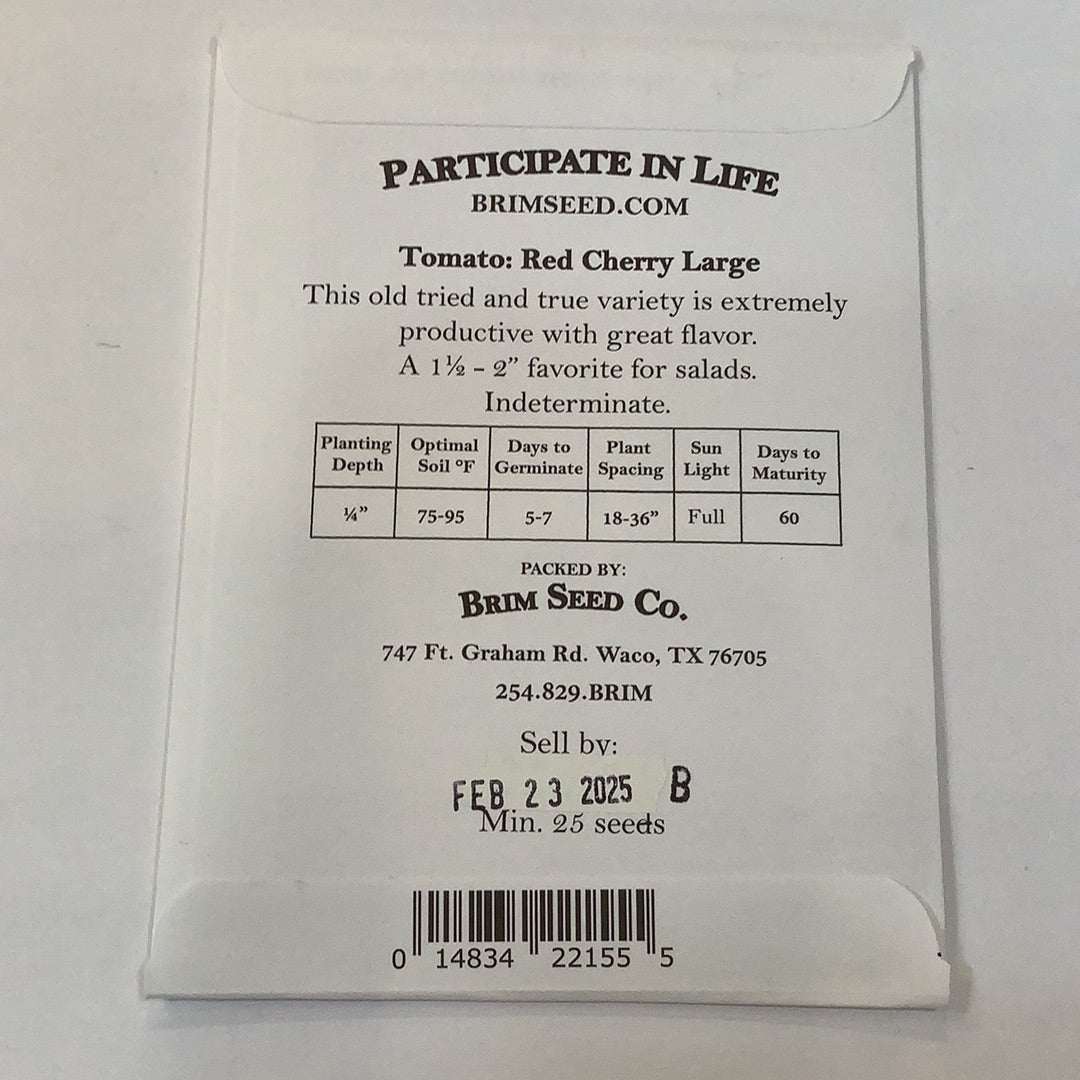 PARTICIPATE IN LIFE
BRIMSEED.COM
Tomato: Red Cherry Large
This old tried and true variety is extremely
productive with great flavor.
A 1½ – 2” favorite for salads.
Indeterminate.
Planting Depth Optimal Soil °F Days to Germinate Plant Spacing Sun Light Days to Maturity
¼” 75-95 5-7 18-36” Full 60
PACKED BY:
BRIM SEED CO.
747 Ft. Graham Rd. Waco, TX 76705
254.829.BRIM
Sell by:
FEB 23 2025 B
Min. 25 seeds
0 14834 22155 5